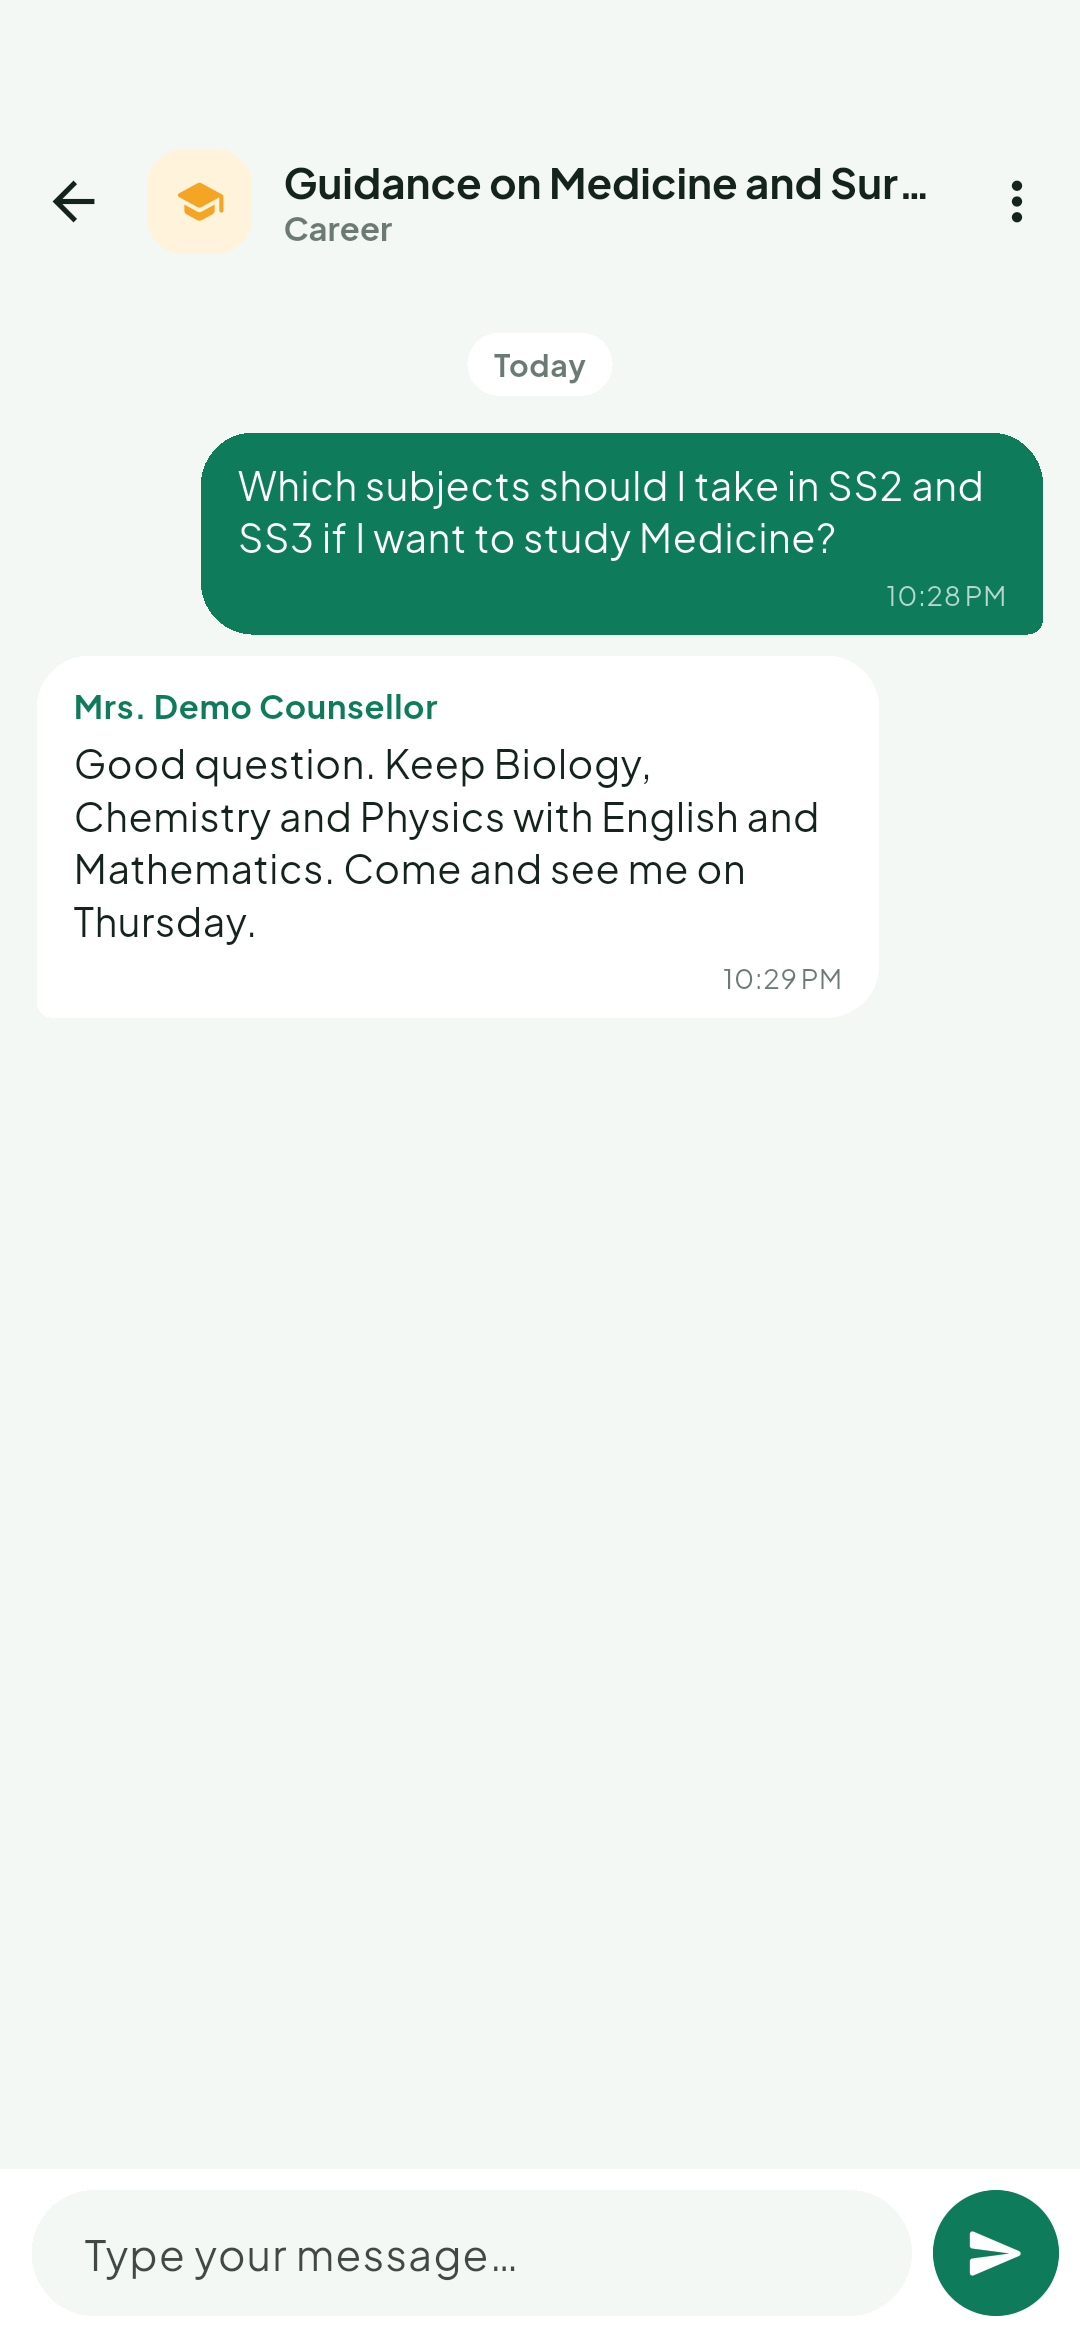 Guidance on Medicine and Sur...
Career
Today
Which subjects should I take in SS2 and
SS3 if I want to study Medicine?
10:28 PM
Mrs. Demo Counsellor
Good question. Keep Biology,
Chemistry and Physics with English and
Mathematics. Come and see me on
Thursday.
10:29 PM
Type your message...